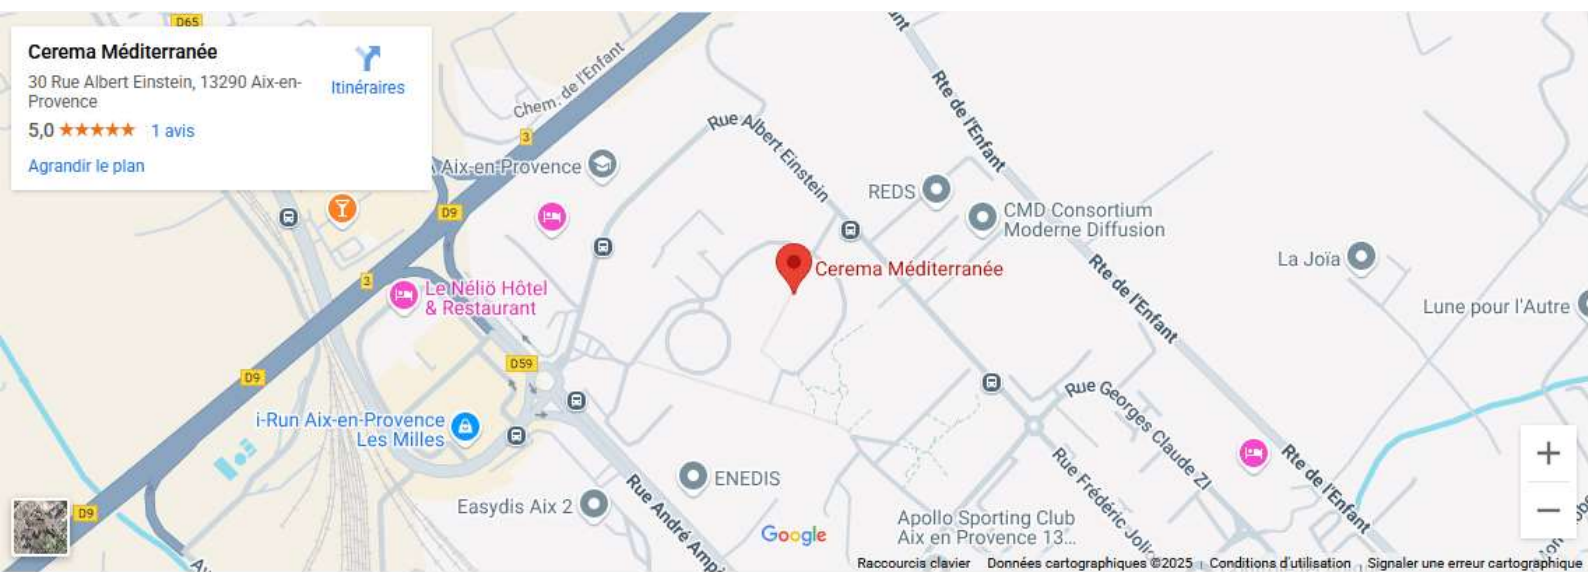 D65
Cerema Méditerranée
30 Rue Albert Einstein, 13290 Aix-en-
Provence
5,0 ★★★★★ 1 avis
Agrandir le plan
Itinéraires
Chem. de l'Enfant
3
Aix-en-Provence
D9
Rue Albert Einstein
Rte de l'Enfant
REDS
CMD Consortium
Moderne Diffusion
Cerema Méditerranée
La Joïa
Lune pour l'Autre
Rte de l'Enfant
3
Le Néliö Hôtel
& Restaurant
D59
D9
i-Run Aix-en-Provence
Les Milles
Rue Georges Claude ZI
Rte de l'Enfant
ENEDIS
Easydis Aix 2
Rue André Amp
Rue Frédéric Joli
Apollo Sporting Club
Aix en Provence 13...
D9
Google
Raccourcis clavier
Données cartographiques ©2025
Conditions d'utilisation
Signaler une erreur cartographique